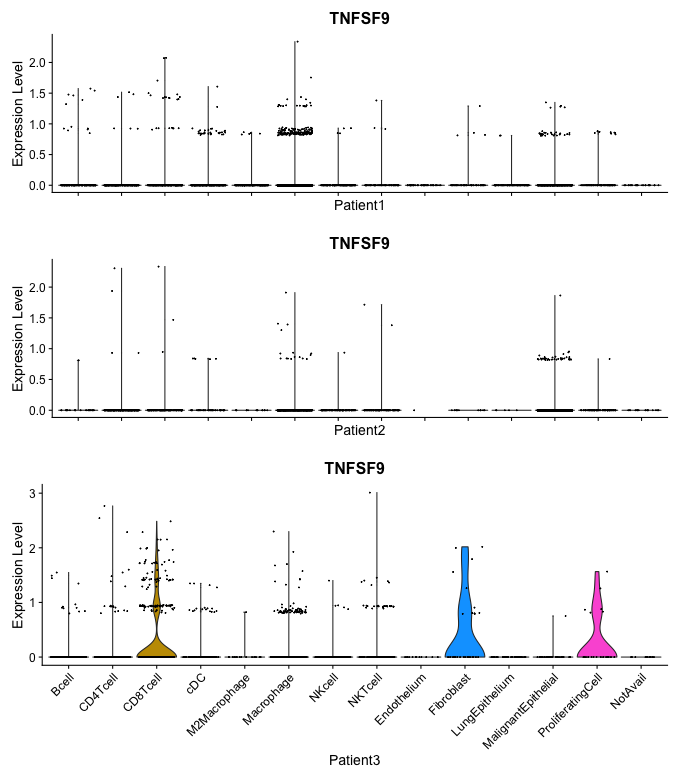 TNFSF9
Expression Level
2.0
1.5
1.0
0.5
0.0
Patient1
TNFSF9
Expression Level
2.0
1.5
1.0
0.5
0.0
Patient2
TNFSF9
Expression Level
3
2
1
0
Bcell
CD4Tcell
CD8Tcell
cDC
M2Macrophage
Macrophage
NKcell
NKTcell
Endothelium
Fibroblast
LungEpithelium
MalignantEpithelial
ProliferatingCell
NotAvail
Patient3